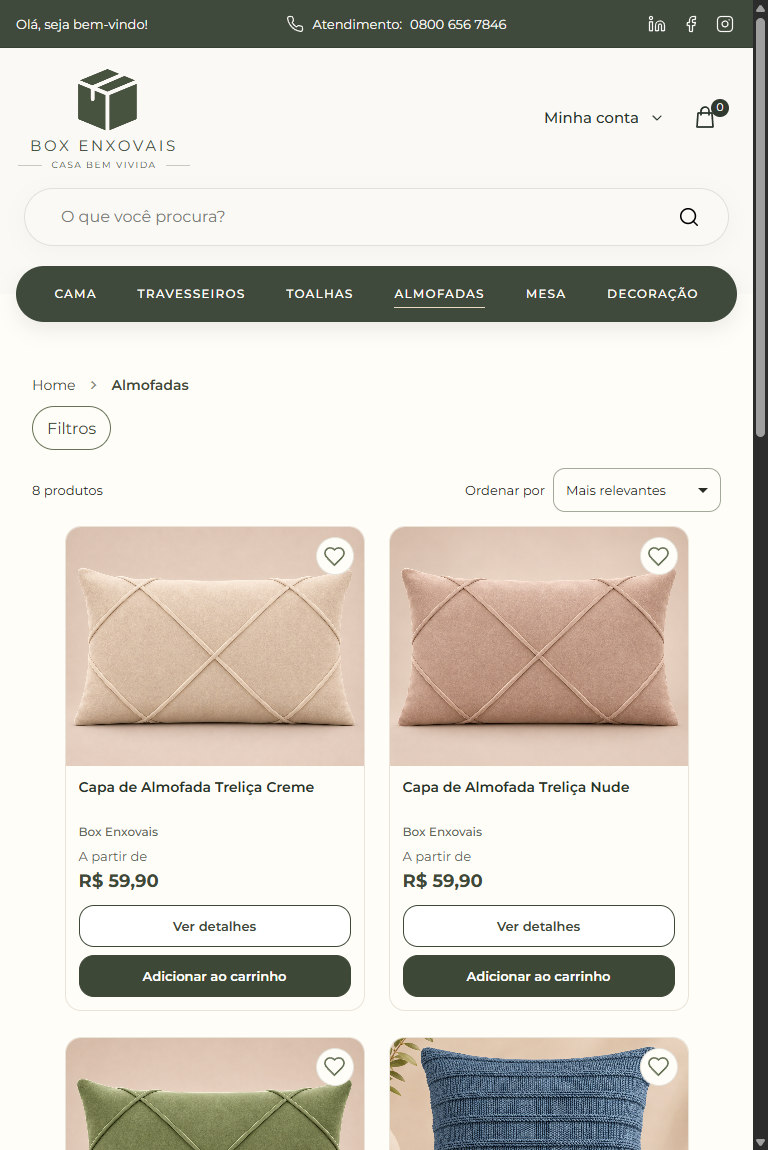 Olá, seja bem-vindo!
Atendimento: 0800 656 7846
BOX ENXOVAIS
CASA BEM VIVIDA
Minha conta
0
O que você procura?
CAMA TRAVESSEIROS TOALHAS ALMOFADAS MESA DECORAÇÃO
Home > Almofadas
Filtros
8 produtos
Ordenar por Mais relevantes
Capa de Almofada Treliça Creme
Box Enxovais
A partir de
R$ 59,90
Ver detalhes
Adicionar ao carrinho
Capa de Almofada Treliça Nude
Box Enxovais
A partir de
R$ 59,90
Ver detalhes
Adicionar ao carrinho